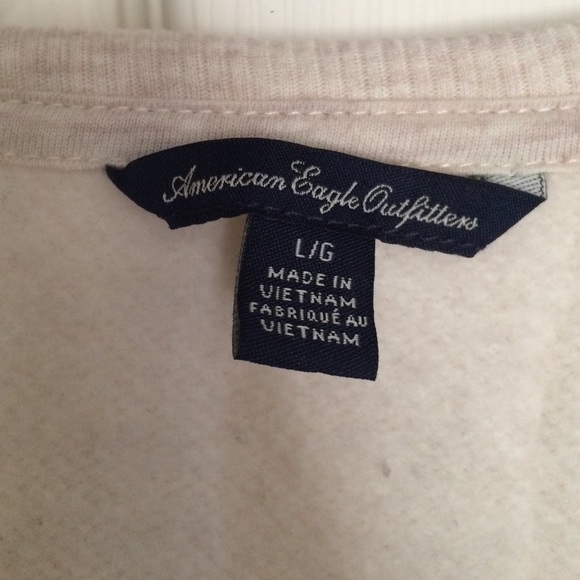 American Eagle Outfitters
L/G
MADE IN
VIETNAM
FABRIQUÉ AU
VIETNAM